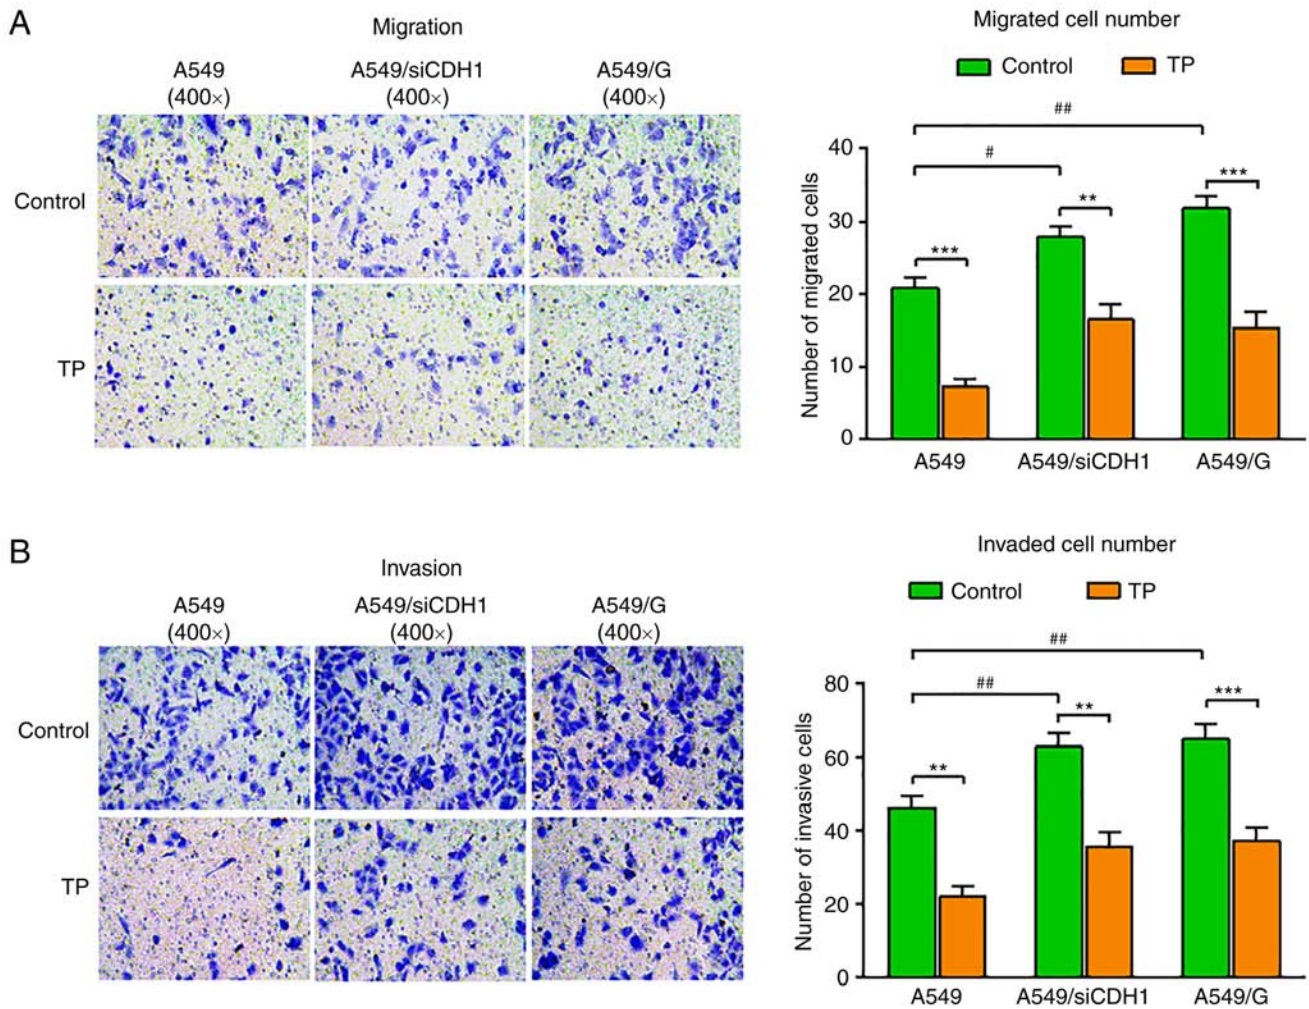 A
Migration
A549 A549/siCDH1 A549/G
(400×) (400×) (400×)
Control
TP
Migrated cell number
Control TP
##
#
***
**
***
Number of migrated cells
40
30
20
10
0
A549 A549/siCDH1 A549/G
B
Invasion
A549 A549/siCDH1 A549/G
(400×) (400×) (400×)
Control
TP
Invaded cell number
Control TP
##
##
***
**
**
Number of invasive cells
80
60
40
20
0
A549 A549/siCDH1 A549/G